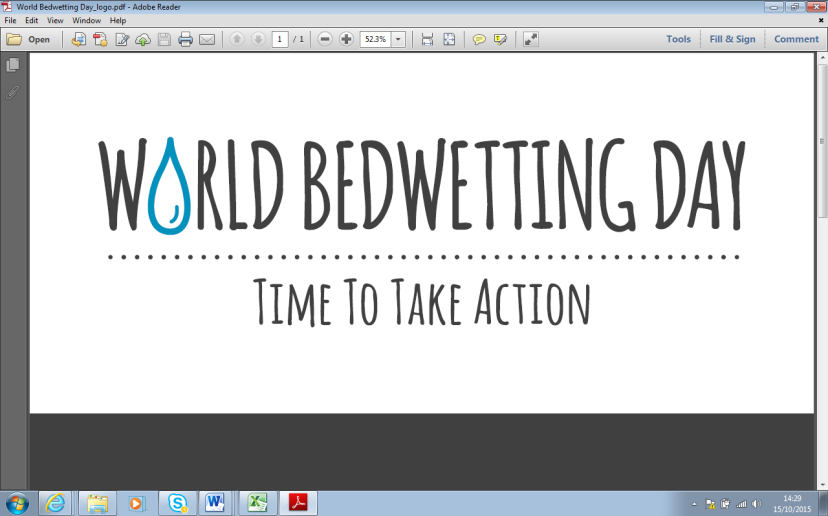 World Bedwetting Day_logo.pdf - Adobe Reader
File Edit View Window Help
Open 1 / 1 52.3% Tools Fill & Sign Comment
WORLD BEDWETTING DAY
TIME TO TAKE ACTION
14:29
15/10/2015